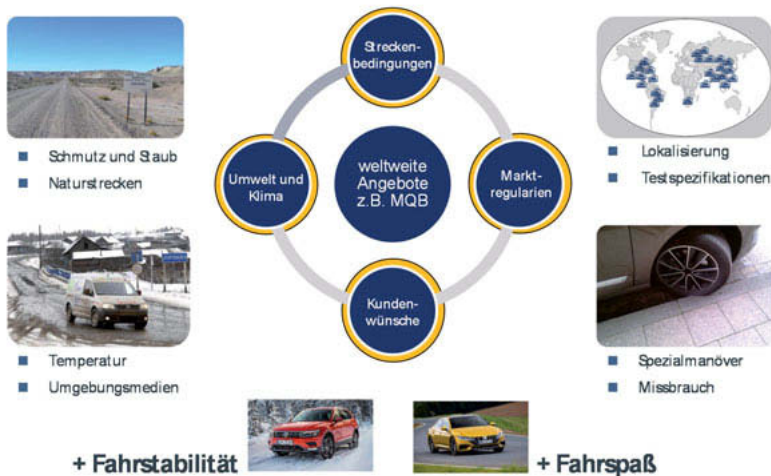 Strecken-
bedingungen
Schmutz und Staub
Naturstrecken
Umwelt und
Klima
weltweite
Angebote
z.B. MQB
Markt-
regularien
Lokalisierung
Testspezifikationen
Kunden-
wünsche
Temperatur
Umgebungsmedien
Spezialmanöver
Missbrauch
+ Fahrstabilität
+ Fahrspaß